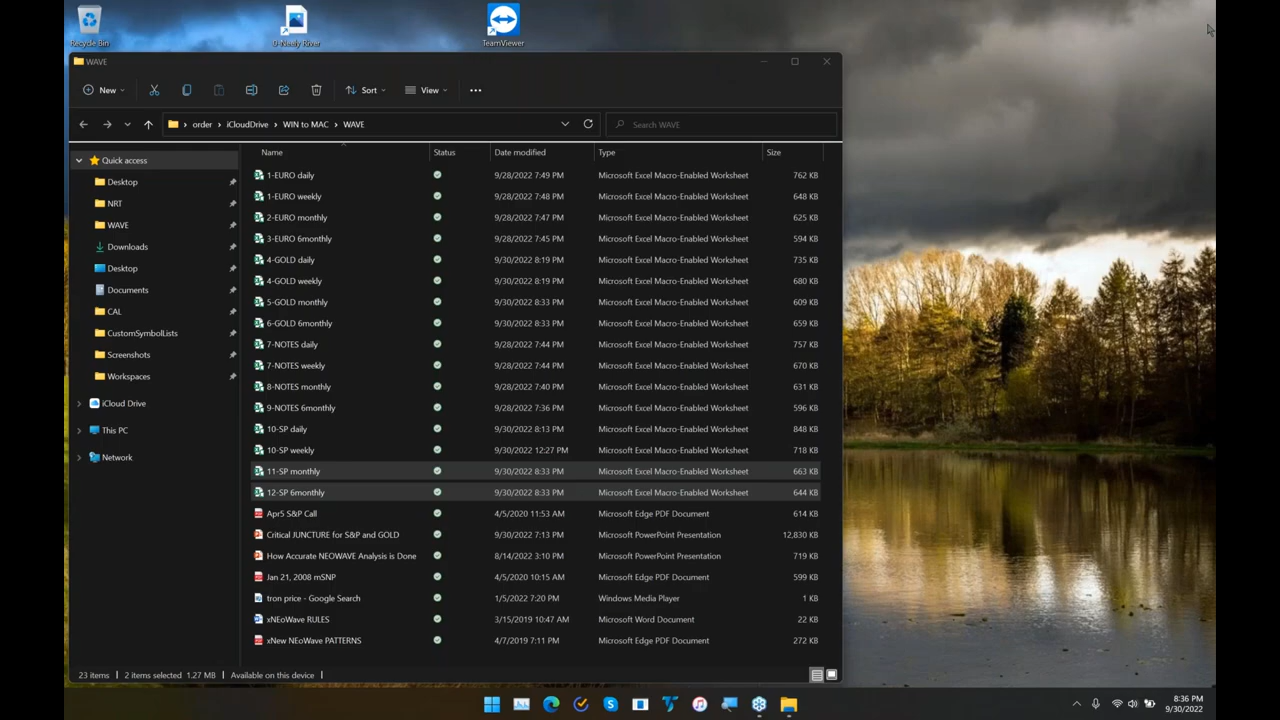 Recycle Bin
0-Neely River
TeamViewer
WAVE
New
Sort
View
order > iCloudDrive > WIN to MAC > WAVE
Search WAVE
Quick access
Desktop
NRT
WAVE
Downloads
Desktop
Documents
CAL
CustomSymbolLists
Screenshots
Workspaces
iCloud Drive
This PC
Network
Name Status Date modified Type Size
1-EURO daily 9/28/2022 7:49 PM Microsoft Excel Macro-Enabled Worksheet 762 KB
1-EURO weekly 9/28/2022 7:48 PM Microsoft Excel Macro-Enabled Worksheet 648 KB
2-EURO monthly 9/28/2022 7:47 PM Microsoft Excel Macro-Enabled Worksheet 625 KB
3-EURO 6monthly 9/28/2022 7:45 PM Microsoft Excel Macro-Enabled Worksheet 594 KB
4-GOLD daily 9/30/2022 8:19 PM Microsoft Excel Macro-Enabled Worksheet 735 KB
4-GOLD weekly 9/30/2022 8:19 PM Microsoft Excel Macro-Enabled Worksheet 680 KB
5-GOLD monthly 9/30/2022 8:33 PM Microsoft Excel Macro-Enabled Worksheet 609 KB
6-GOLD 6monthly 9/30/2022 8:33 PM Microsoft Excel Macro-Enabled Worksheet 659 KB
7-NOTES daily 9/28/2022 7:44 PM Microsoft Excel Macro-Enabled Worksheet 757 KB
7-NOTES weekly 9/28/2022 7:44 PM Microsoft Excel Macro-Enabled Worksheet 670 KB
8-NOTES monthly 9/28/2022 7:40 PM Microsoft Excel Macro-Enabled Worksheet 631 KB
9-NOTES 6monthly 9/28/2022 7:36 PM Microsoft Excel Macro-Enabled Worksheet 596 KB
10-SP daily 9/30/2022 8:13 PM Microsoft Excel Macro-Enabled Worksheet 848 KB
10-SP weekly 9/30/2022 12:27 PM Microsoft Excel Macro-Enabled Worksheet 718 KB
11-SP monthly 9/30/2022 8:33 PM Microsoft Excel Macro-Enabled Worksheet 663 KB
12-SP 6monthly 9/30/2022 8:33 PM Microsoft Excel Macro-Enabled Worksheet 644 KB
Apr5 S&P Call 4/5/2020 11:53 AM Microsoft Edge PDF Document 614 KB
Critical JUNCTURE for S&P and GOLD 9/30/2022 7:13 PM Microsoft PowerPoint Presentation 12,830 KB
How Accurate NEOWAVE Analysis is Done 8/14/2022 3:10 PM Microsoft PowerPoint Presentation 719 KB
Jan 21, 2008 mSNP 4/5/2020 10:15 AM Microsoft Edge PDF Document 599 KB
tron price - Google Search 1/5/2022 7:20 PM Windows Media Player 1 KB
xNEoWave RULES 3/15/2019 10:47 AM Microsoft Word Document 22 KB
xNew NEoWave PATTERNS 4/7/2019 7:11 PM Microsoft Edge PDF Document 272 KB
23 items 2 items selected 1.27 MB Available on this device
8:36 PM
9/30/2022